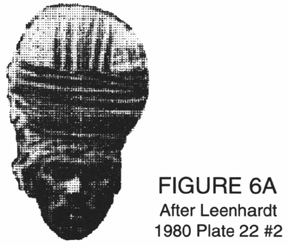 FIGURE 6A
After Leenhardt
1980 Plate 22 #2